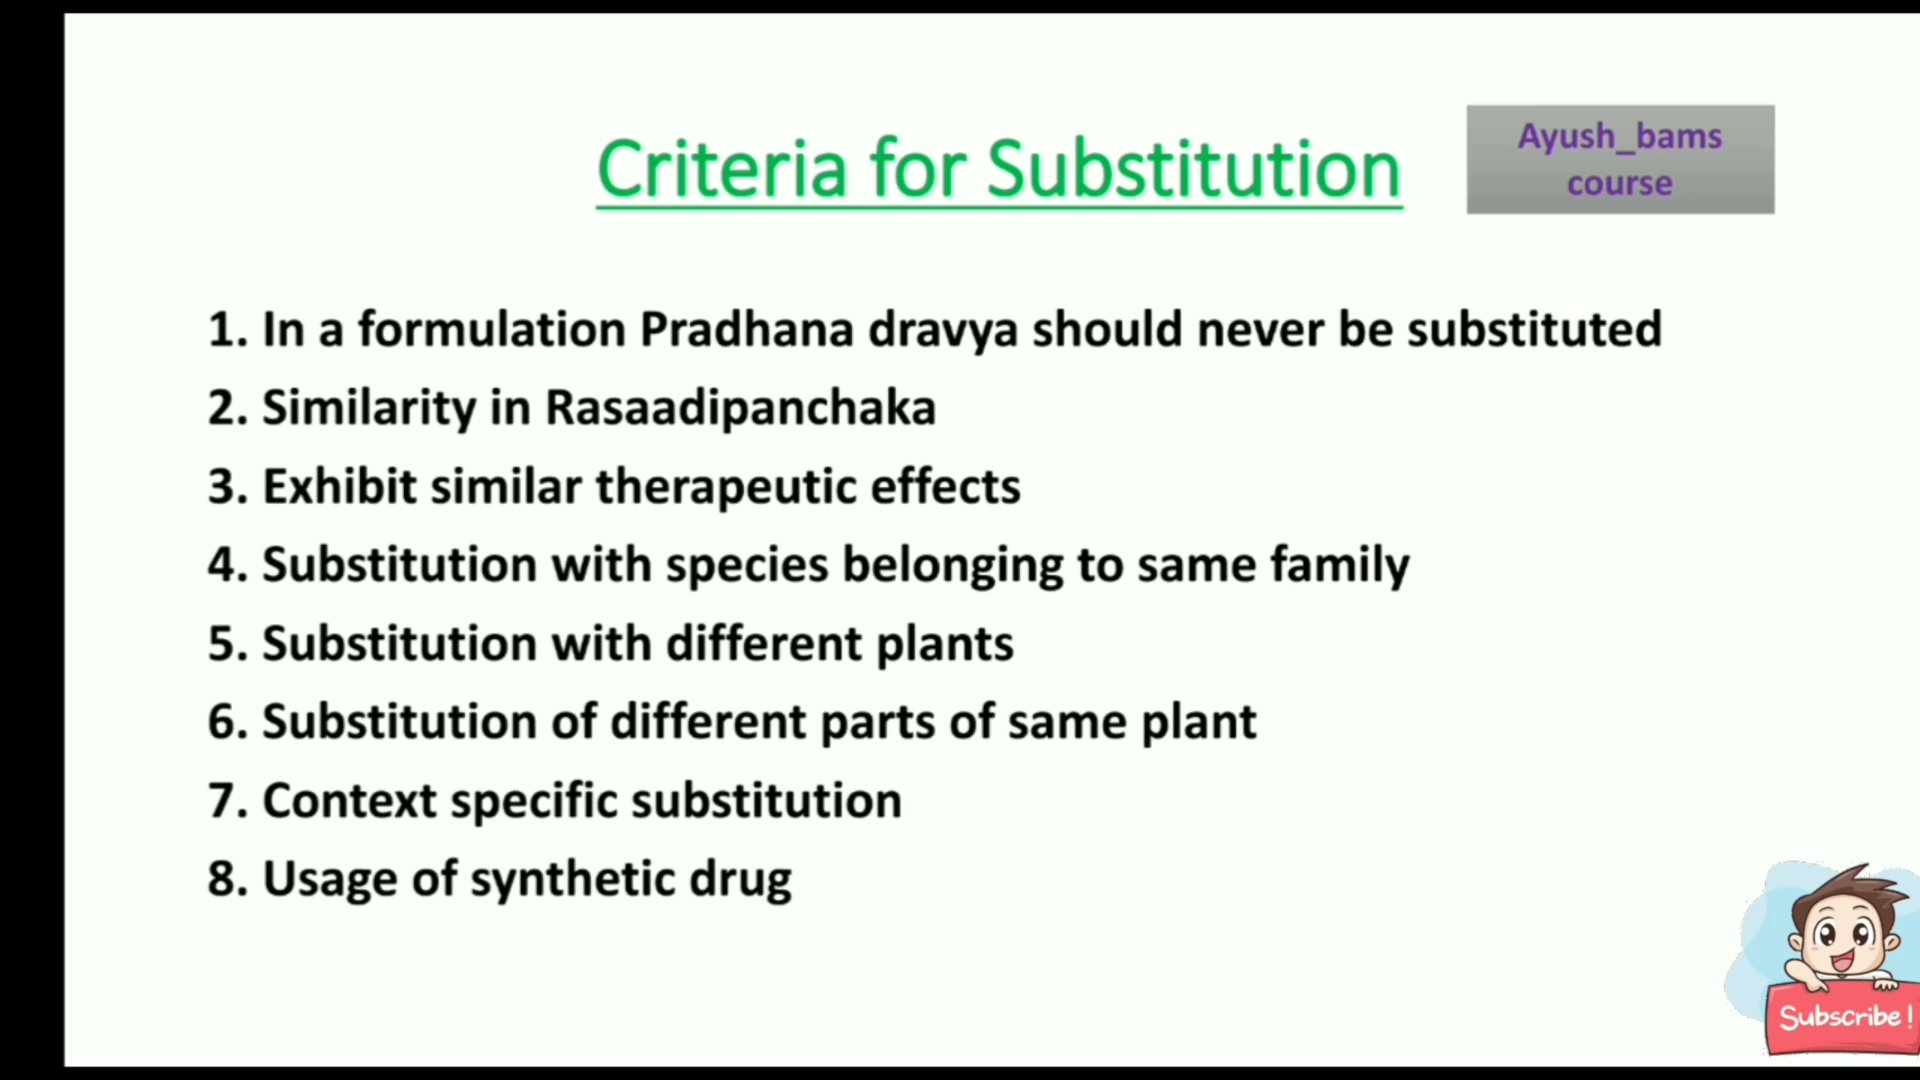 Criteria for Substitution
Ayush_bams
course
1. In a formulation Pradhana dravya should never be substituted
2. Similarity in Rasaadipanchaka
3. Exhibit similar therapeutic effects
4. Substitution with species belonging to same family
5. Substitution with different plants
6. Substitution of different parts of same plant
7. Context specific substitution
8. Usage of synthetic drug
Subscribe!